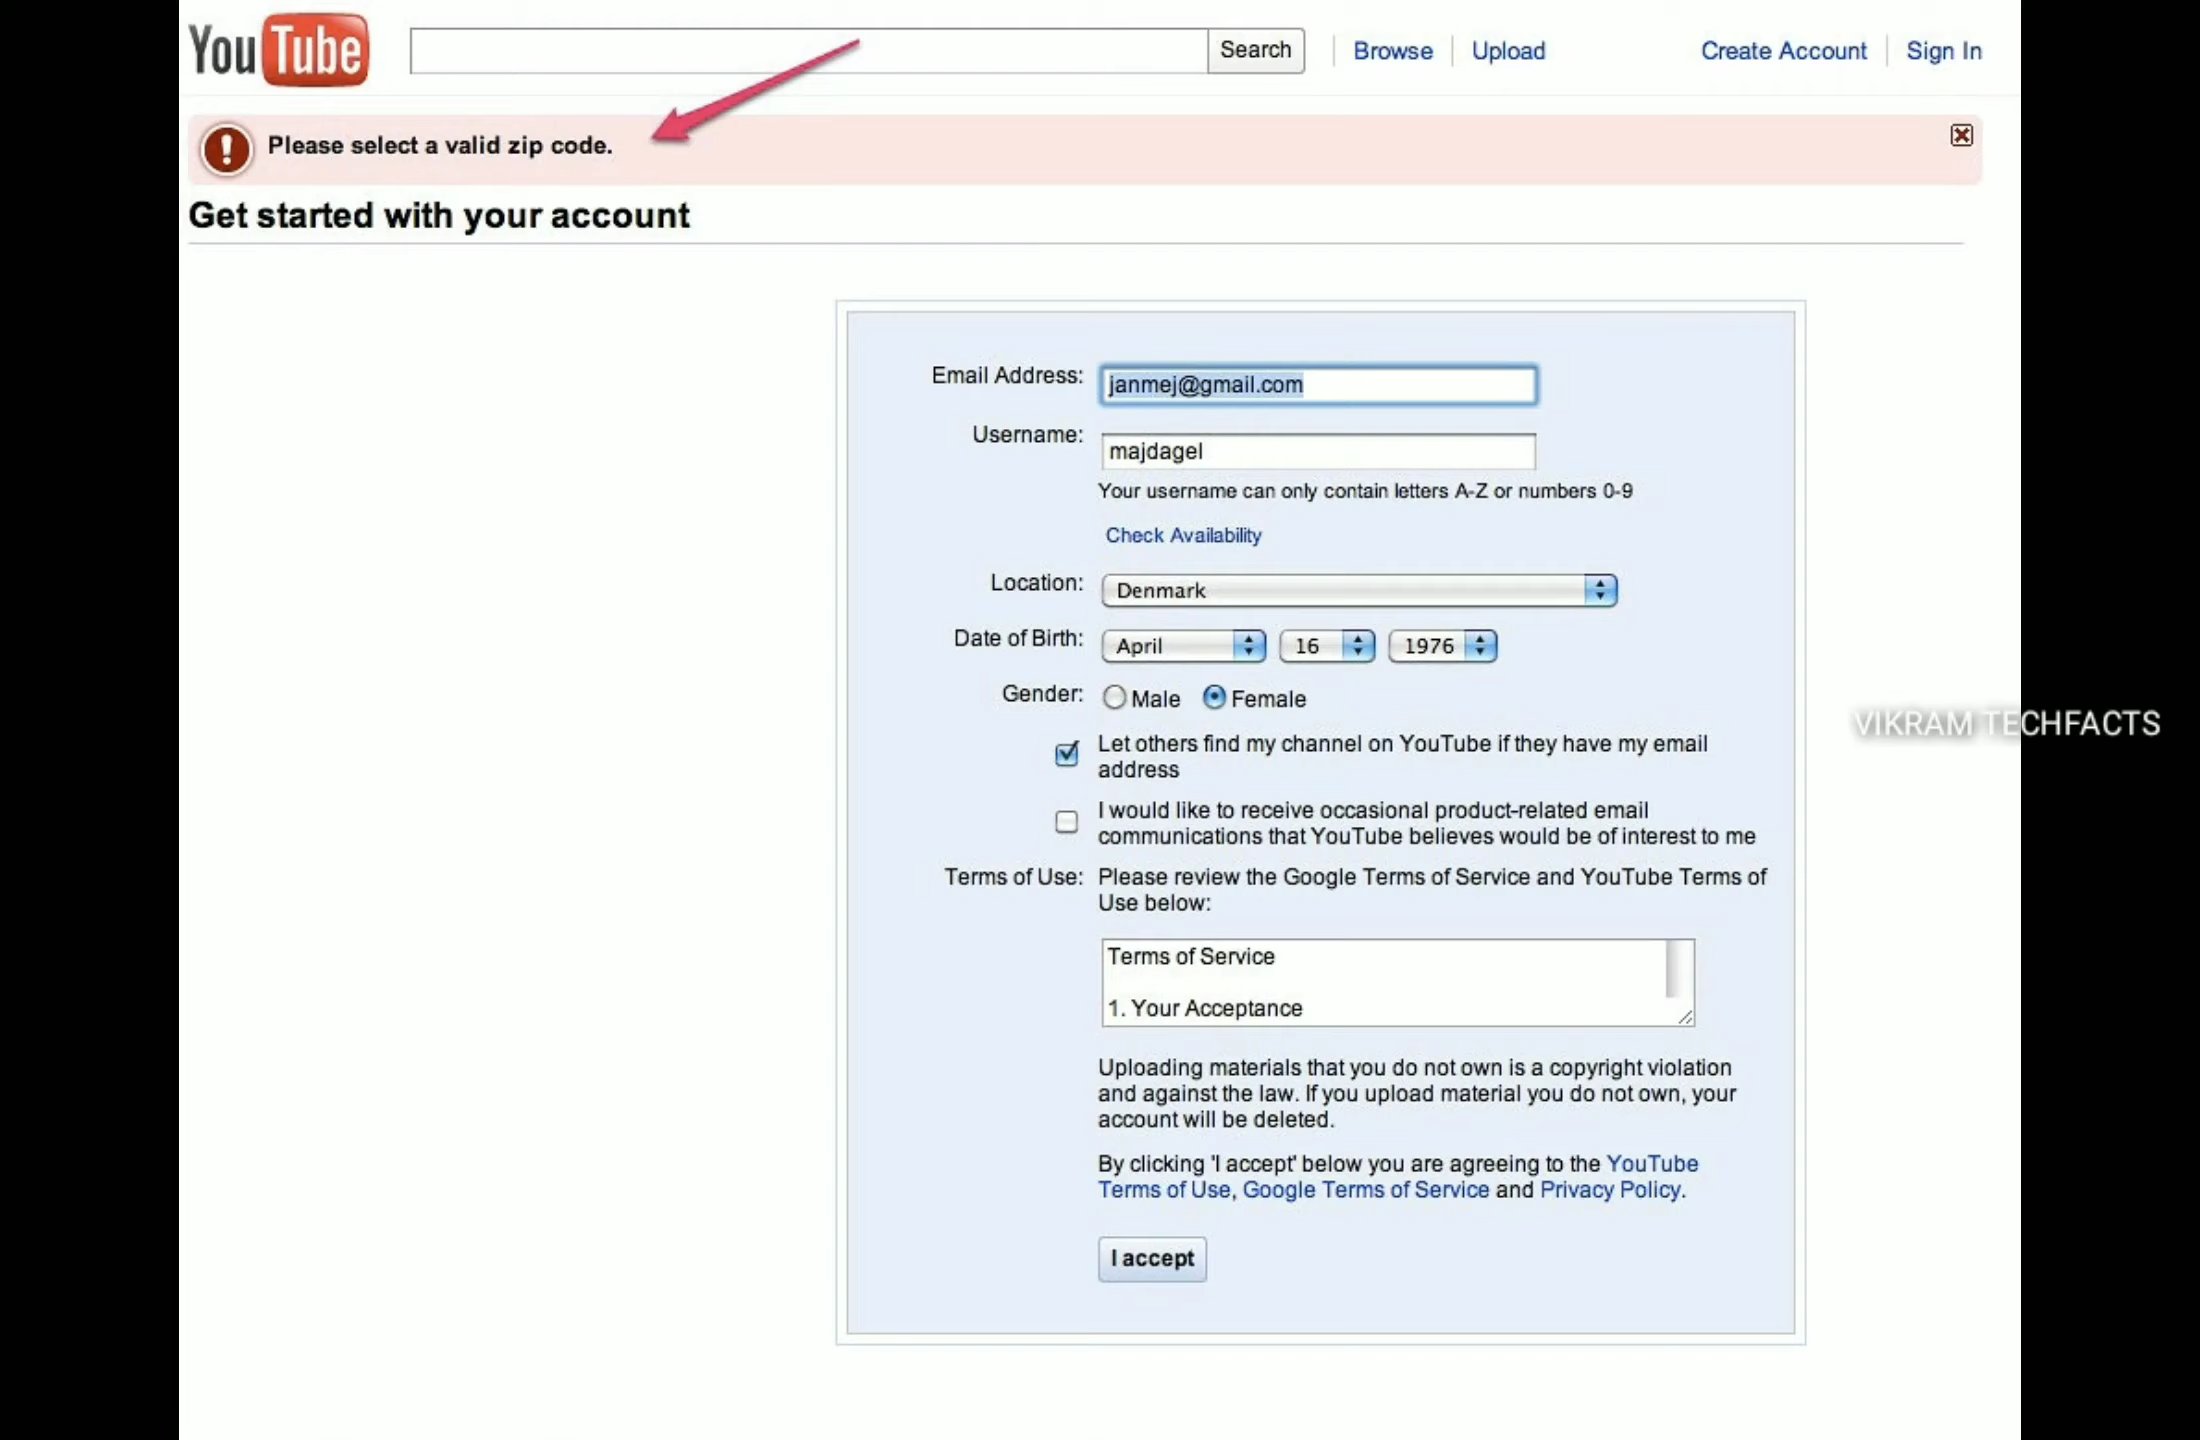 YouTube
Search
Browse
Upload
Create Account
Sign In
Please select a valid zip code.
Get started with your account
Email Address:
janmej@gmail.com
Username:
majdagel
Your username can only contain letters A-Z or numbers 0-9
Check Availability
Location:
Denmark
Date of Birth:
April
16
1976
Gender:
Male
Female
VIKRAM TECHFACTS
Let others find my channel on YouTube if they have my email
address
I would like to receive occasional product-related email
communications that YouTube believes would be of interest to me
Terms of Use:
Please review the Google Terms of Service and YouTube Terms of
Use below:
Terms of Service
1. Your Acceptance
Uploading materials that you do not own is a copyright violation
and against the law. If you upload material you do not own, your
account will be deleted.
By clicking 'I accept' below you are agreeing to the YouTube
Terms of Use, Google Terms of Service and Privacy Policy.
I accept